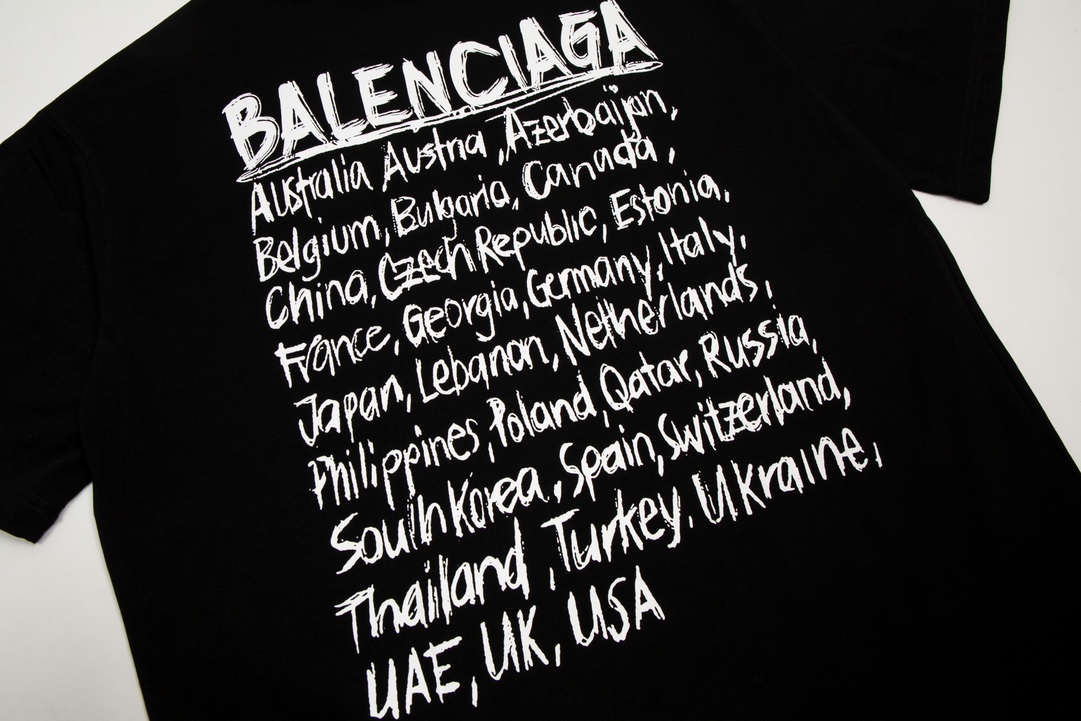 BALENCIAGA
Australia Austria, Azerbaijan,
Belgium, Bulgaria, Canada,
China, Czech Republic, Estonia,
France, Georgia, Germany, Italy,
Japan, Lebanon, Netherlands,
Philippines, Poland, Qatar, Russia,
South Korea, Spain, Switzerland,
Thailand, Turkey, Ukraine,
UAE, UK, USA